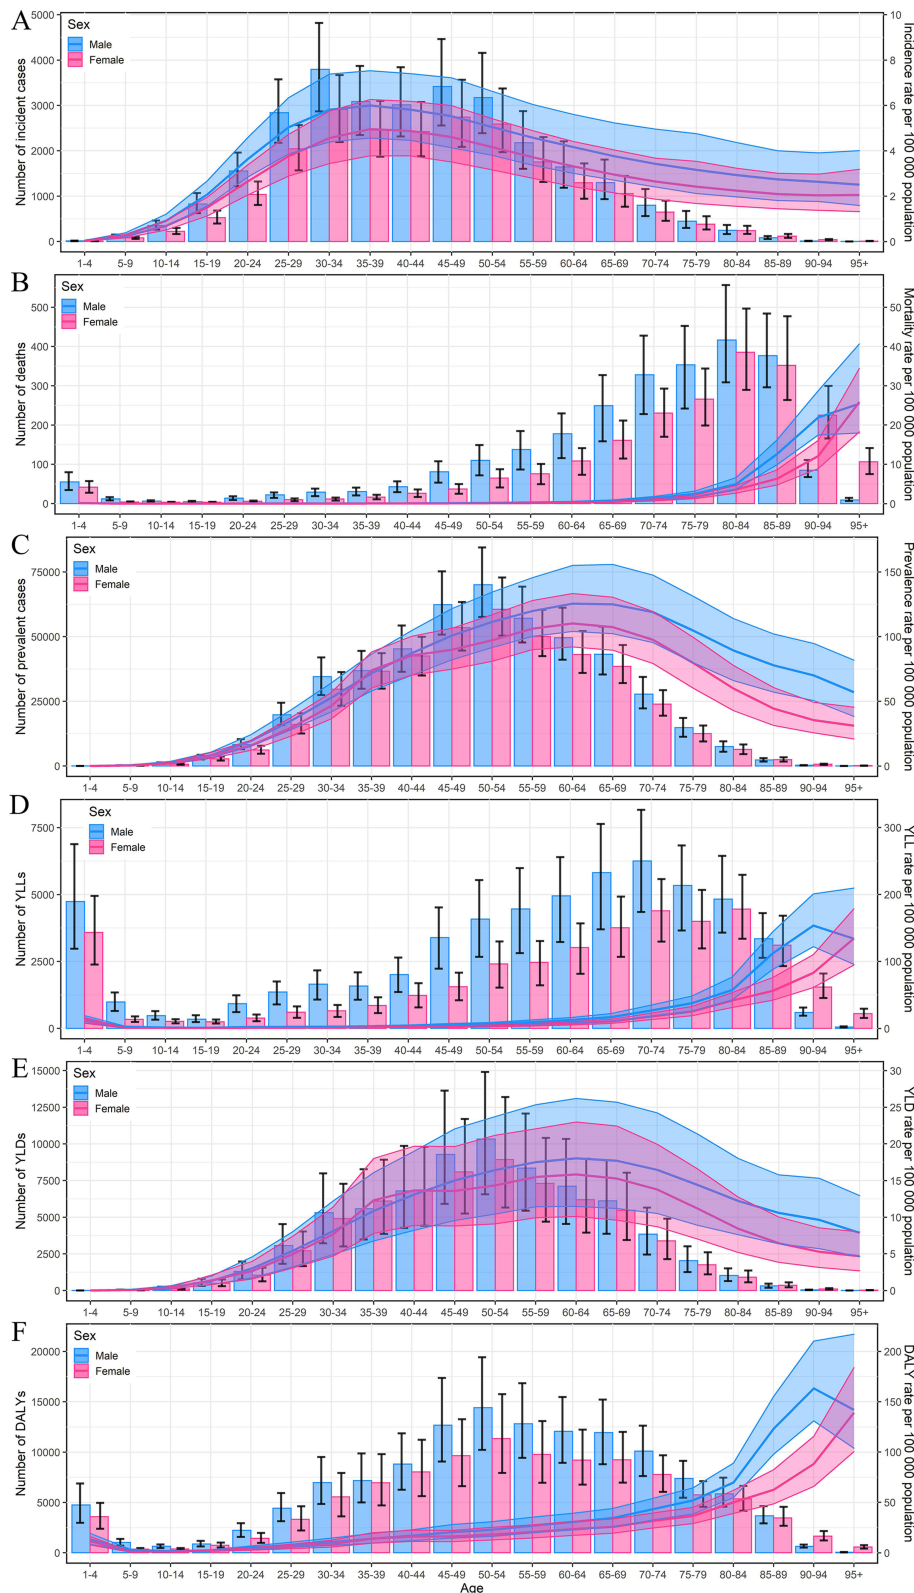 A
Sex
Male
Female
Number of incident cases
5000
4000
3000
2000
1000
0
Incidence rate per 100 000 population
10
8
6
4
2
0
1-4 5-9 10-14 15-19 20-24 25-29 30-34 35-39 40-44 45-49 50-54 55-59 60-64 65-69 70-74 75-79 80-84 85-89 90-94 95+
B
Sex
Male
Female
Number of deaths
500
400
300
200
100
0
Mortality rate per 100 000 population
50
40
30
20
10
0
1-4 5-9 10-14 15-19 20-24 25-29 30-34 35-39 40-44 45-49 50-54 55-59 60-64 65-69 70-74 75-79 80-84 85-89 90-94 95+
C
Sex
Male
Female
Number of prevalent cases
75000
50000
25000
0
Prevalence rate per 100 000 population
150
100
50
0
1-4 5-9 10-14 15-19 20-24 25-29 30-34 35-39 40-44 45-49 50-54 55-59 60-64 65-69 70-74 75-79 80-84 85-89 90-94 95+
D
Sex
Male
Female
Number of YLLs
7500
5000
2500
0
YLL rate per 100 000 population
300
200
100
0
1-4 5-9 10-14 15-19 20-24 25-29 30-34 35-39 40-44 45-49 50-54 55-59 60-64 65-69 70-74 75-79 80-84 85-89 90-94 95+
E
Sex
Male
Female
Number of YLDs
15000
12500
10000
7500
5000
2500
0
YLD rate per 100 000 population
30
25
20
15
10
5
0
1-4 5-9 10-14 15-19 20-24 25-29 30-34 35-39 40-44 45-49 50-54 55-59 60-64 65-69 70-74 75-79 80-84 85-89 90-94 95+
F
Sex
Male
Female
Number of DALYs
20000
15000
10000
5000
0
DALY rate per 100 000 population
200
150
100
50
0
1-4 5-9 10-14 15-19 20-24 25-29 30-34 35-39 40-44 45-49 50-54 55-59 60-64 65-69 70-74 75-79 80-84 85-89 90-94 95+
Age